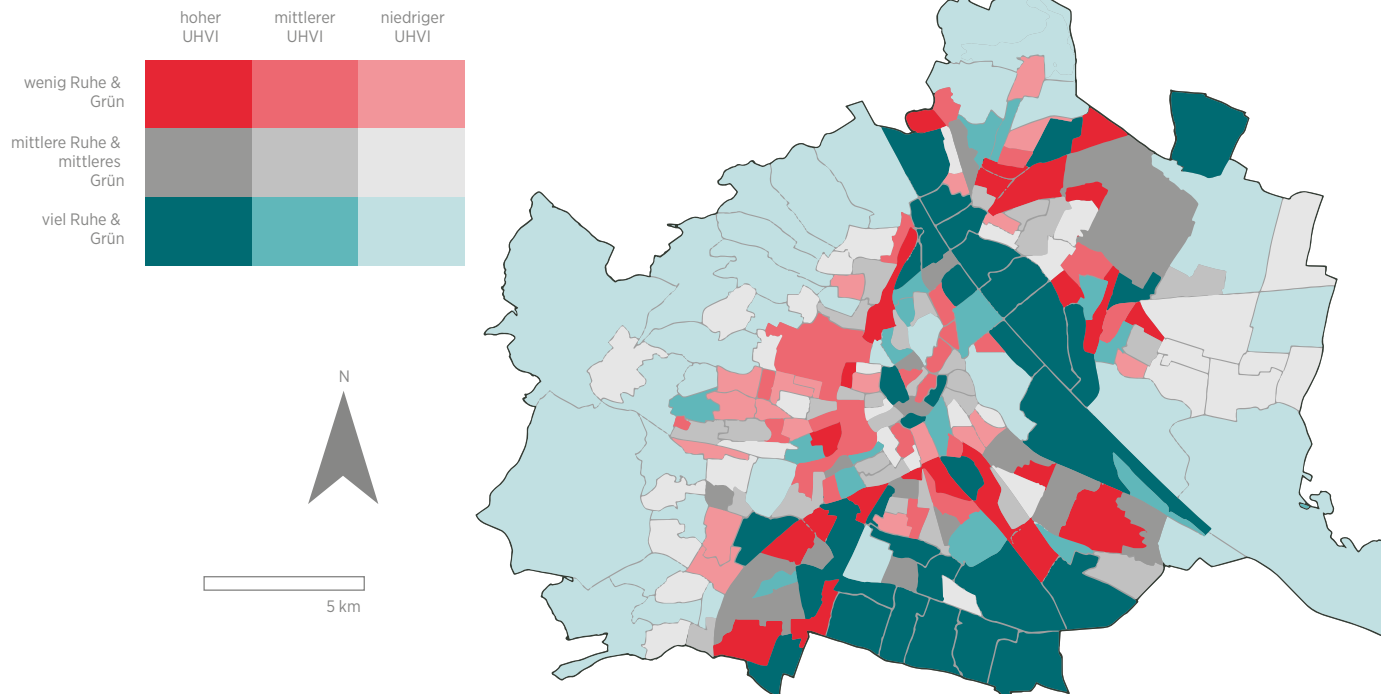 hoher
UHVI
mittlerer
UHVI
niedriger
UHVI
wenig Ruhe &
Grün
mittlere Ruhe &
mittleres
Grün
viel Ruhe &
Grün
N
5 km